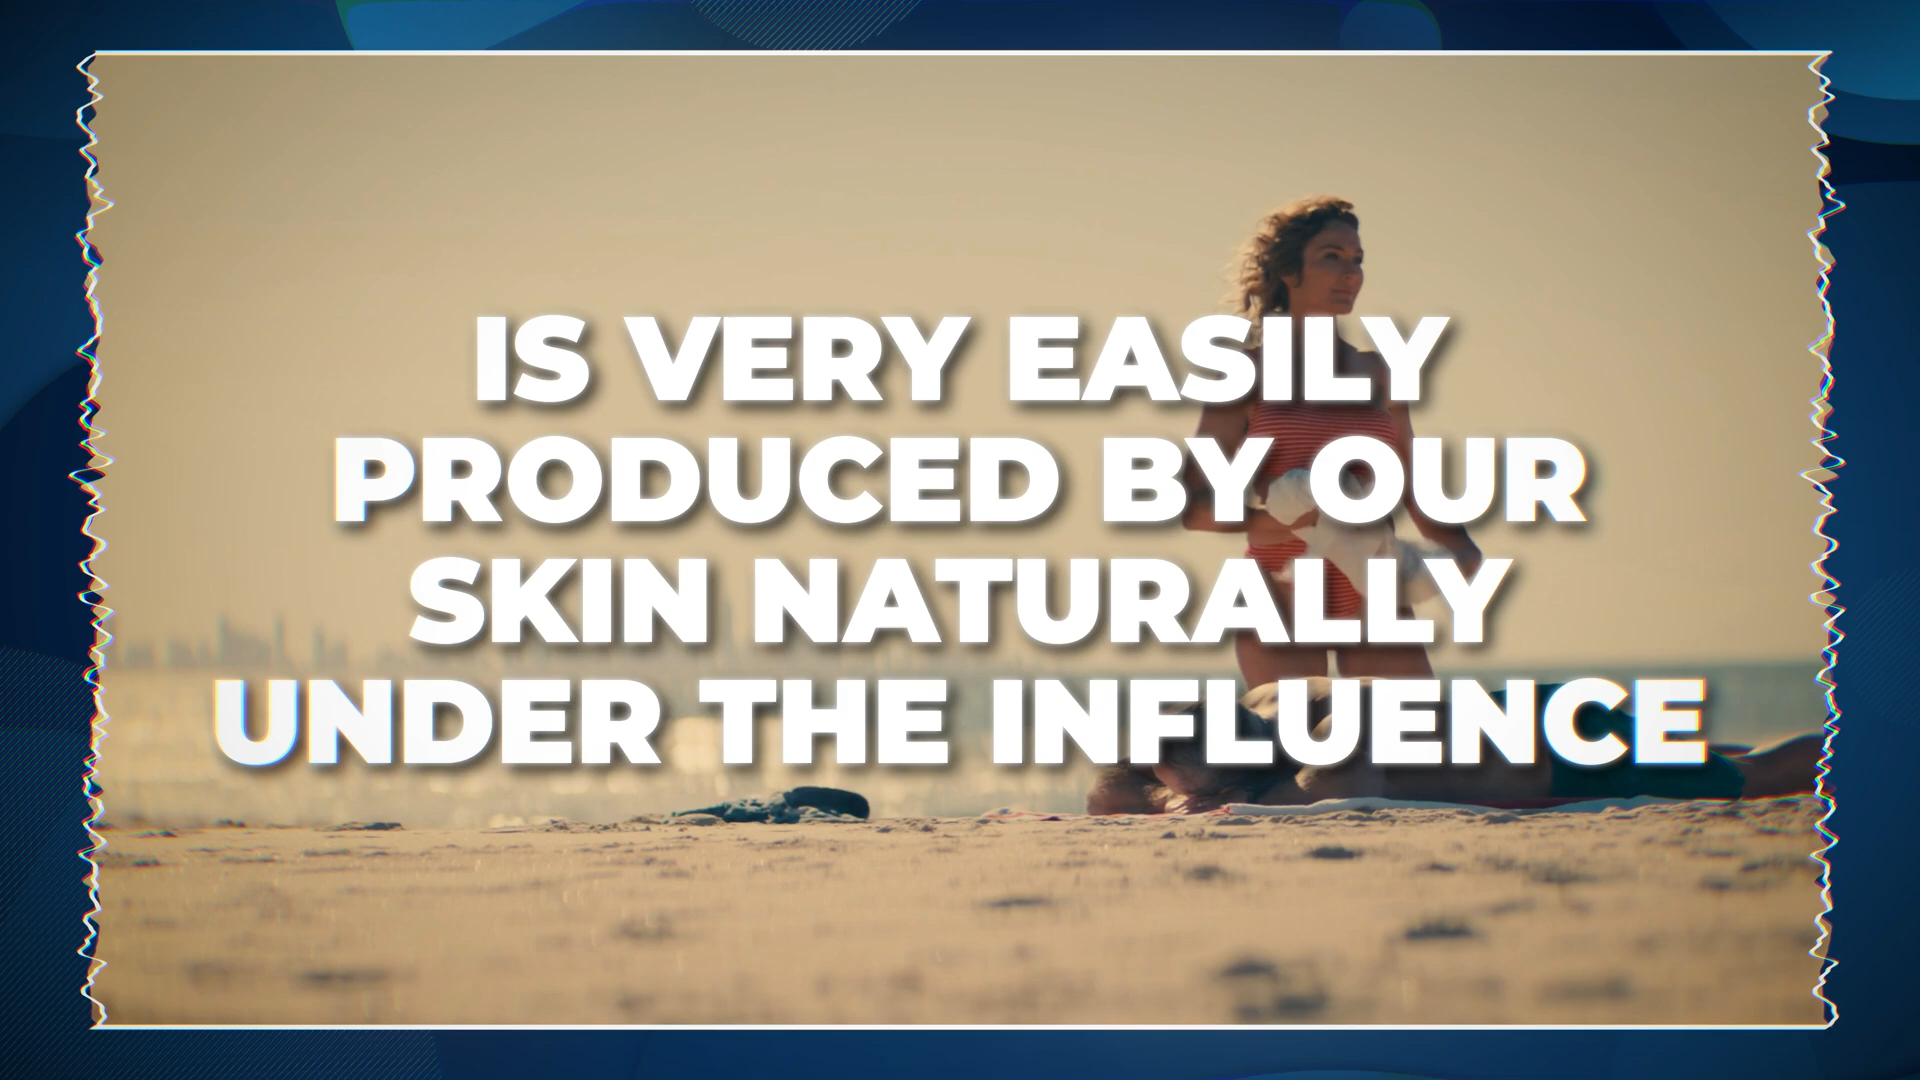 IS VERY EASILY
PRODUCED BY OUR
SKIN NATURALLY
UNDER THE INFLUENCE